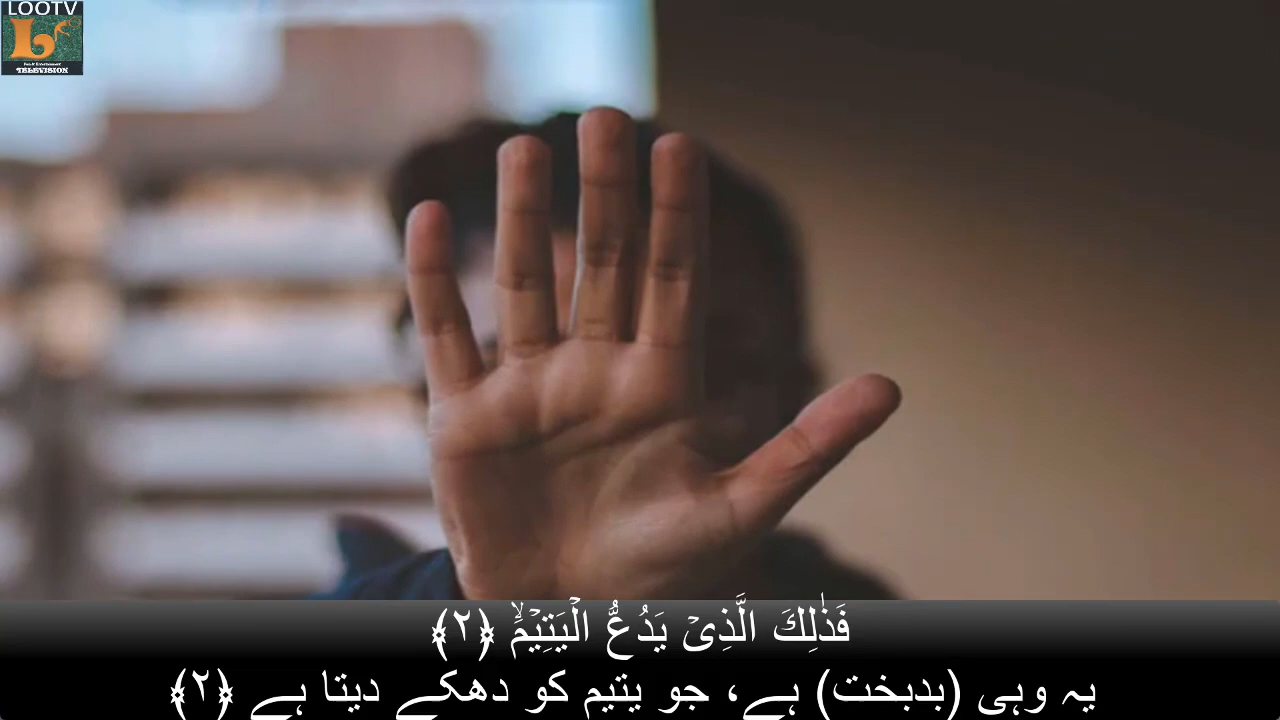 LOOTV
TELEVISION
فَذٰلِكَ الَّذِیْ یَدُعُّ الْیَتِیْمَۙ ﴿۲﴾
یہ وہی (بدبخت) ہے، جو یتیم کو دھکے دیتا ہے ﴿۲﴾